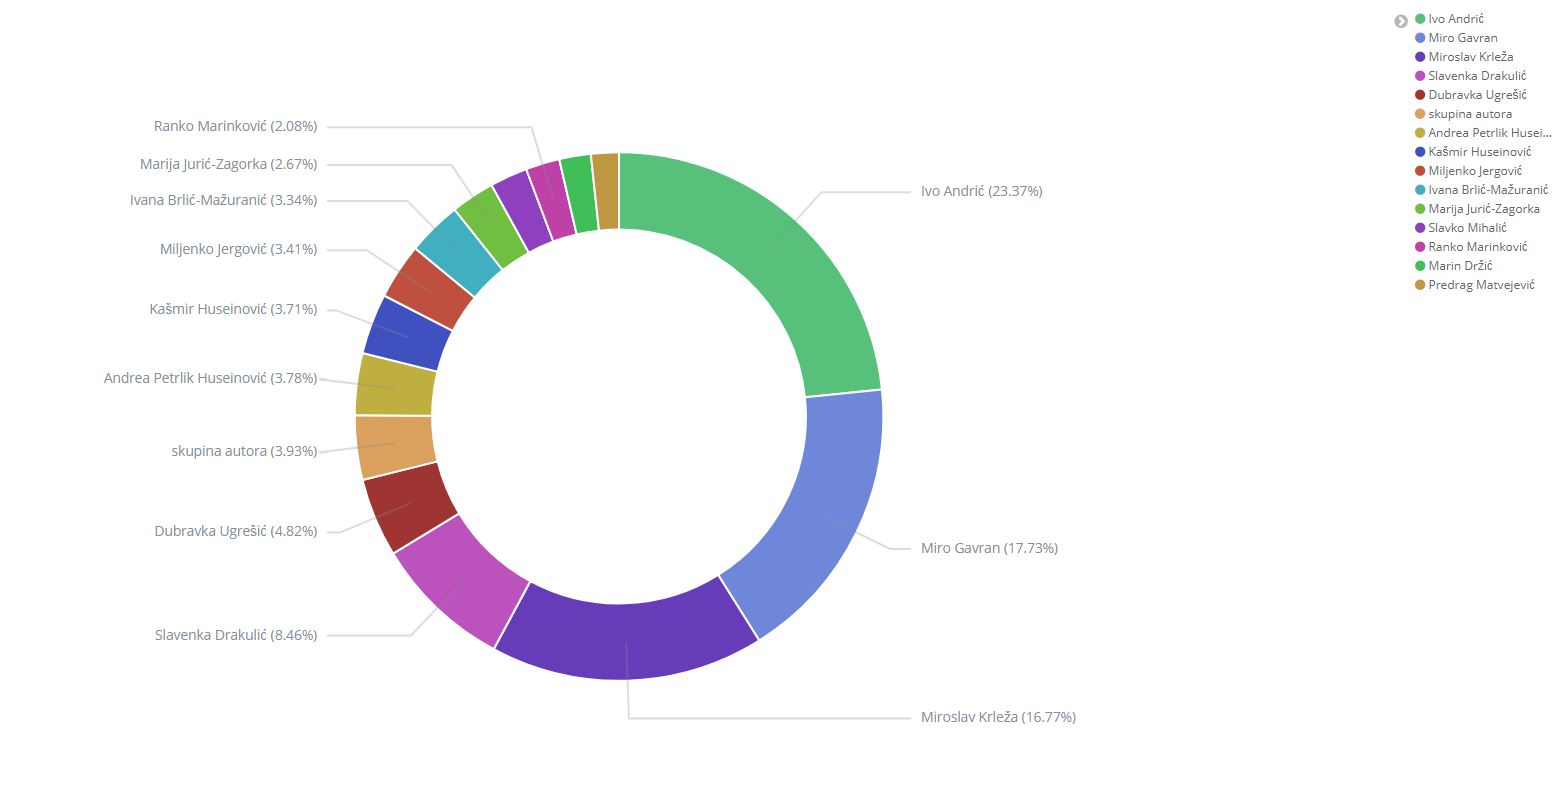 Ranko Marinković (2.08%)
Marija Jurić-Zagorka (2.67%)
Ivana Brlić-Mažuranić (3.34%)
Miljenko Jergović (3.41%)
Kašmir Huseinović (3.71%)
Andrea Petrlik Huseinović (3.78%)
skupina autora (3.93%)
Dubravka Ugrešić (4.82%)
Slavenka Drakulić (8.46%)
Ivo Andrić (23.37%)
Miro Gavran (17.73%)
Miroslav Krleža (16.77%)
Ivo Andrić
Miro Gavran
Miroslav Krleža
Slavenka Drakulić
Dubravka Ugrešić
skupina autora
Andrea Petrlik Husei...
Kašmir Huseinović
Miljenko Jergović
Ivana Brlić-Mažuranić
Marija Jurić-Zagorka
Slavko Mihalić
Ranko Marinković
Marin Držić
Predrag Matvejević